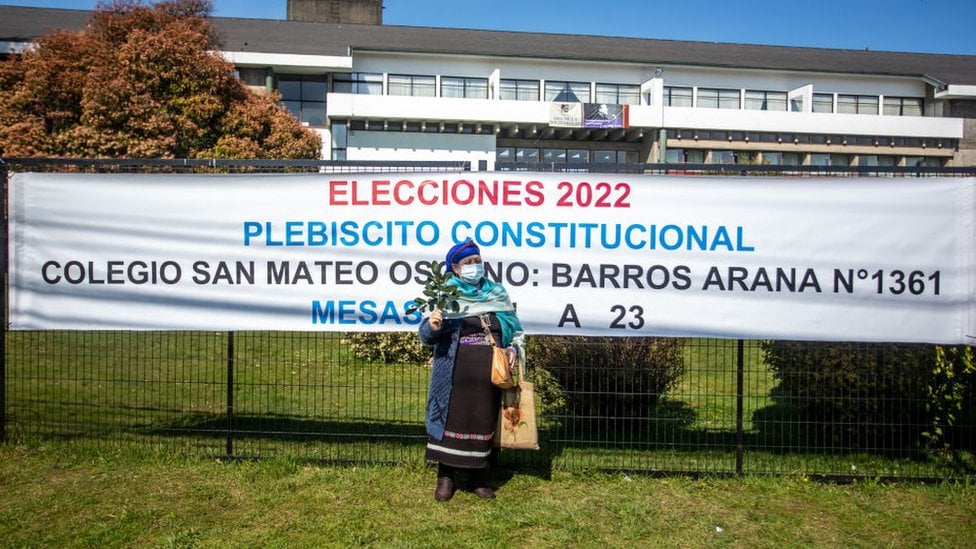 ELECCIONES 2022
PLEBISCITO CONSTITUCIONAL
COLEGIO SAN MATEO OS NO: BARROS ARANA N°1361
MESAS A 23